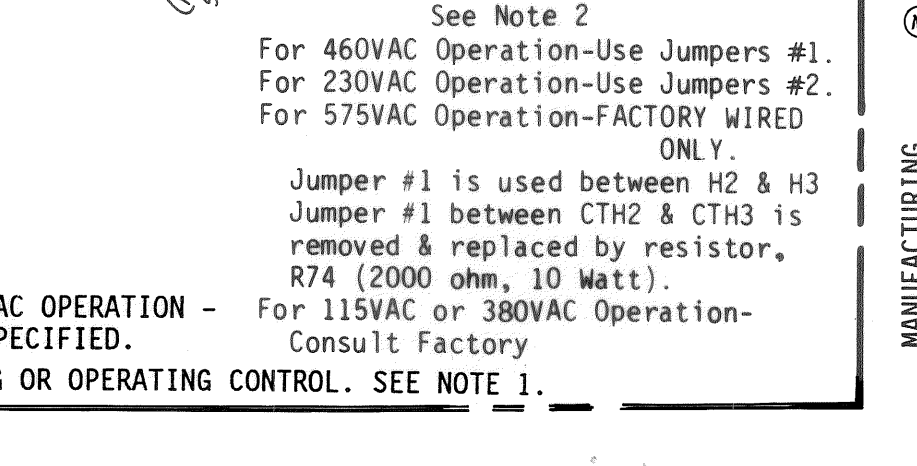 See Note 2
For 460VAC Operation-Use Jumpers #1.
For 230VAC Operation-Use Jumpers #2.
For 575VAC Operation-FACTORY WIRED
ONLY.
Jumper #1 is used between H2 & H3
Jumper #1 between CTH2 & CTH3 is
removed & replaced by resistor,
R74 (2000 ohm, 10 Watt).
AC OPERATION - For 115VAC or 380VAC Operation-
PECIFIED. Consult Factory
G OR OPERATING CONTROL. SEE NOTE 1.
MANUFACTURING